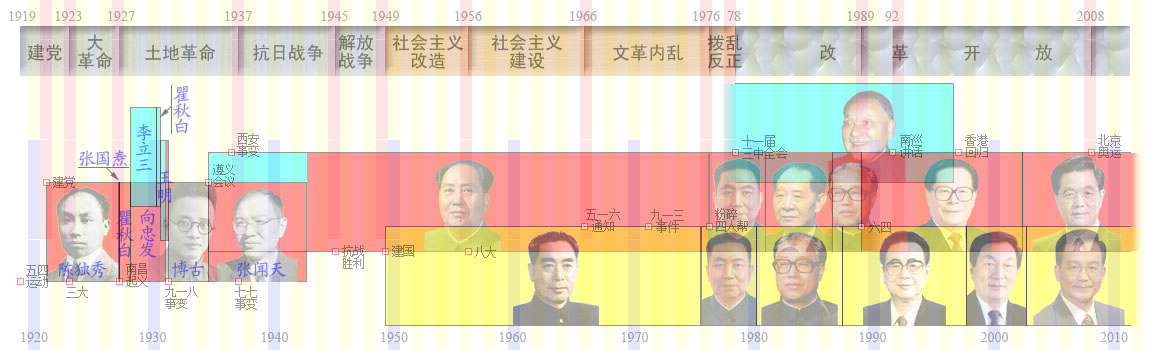 1919 1923 1927 1937 1945 1949 1956 1966 1976 78 1989 92 2008
建党
大
革命
土地革命
抗日战争
解放
战争
社会主义
改造
社会主义
建设
文革内乱
拨乱
反正
改 革 开 放
瞿秋白
李立三
张国焘
王明
西安
事变
遵义
会议
建党
瞿秋白
向忠发
陈独秀
博古
张闻天
五四
运动
三大
南昌
起义
九一八
事变
七七
事变
抗战
胜利
建国
八大
五一六
通知
九一三
事件
粉碎
四人帮
十一届
三中全会
六四
南巡
讲话
香港
回归
北京
奥运
1920 1930 1940 1950 1960 1970 1980 1990 2000 2010